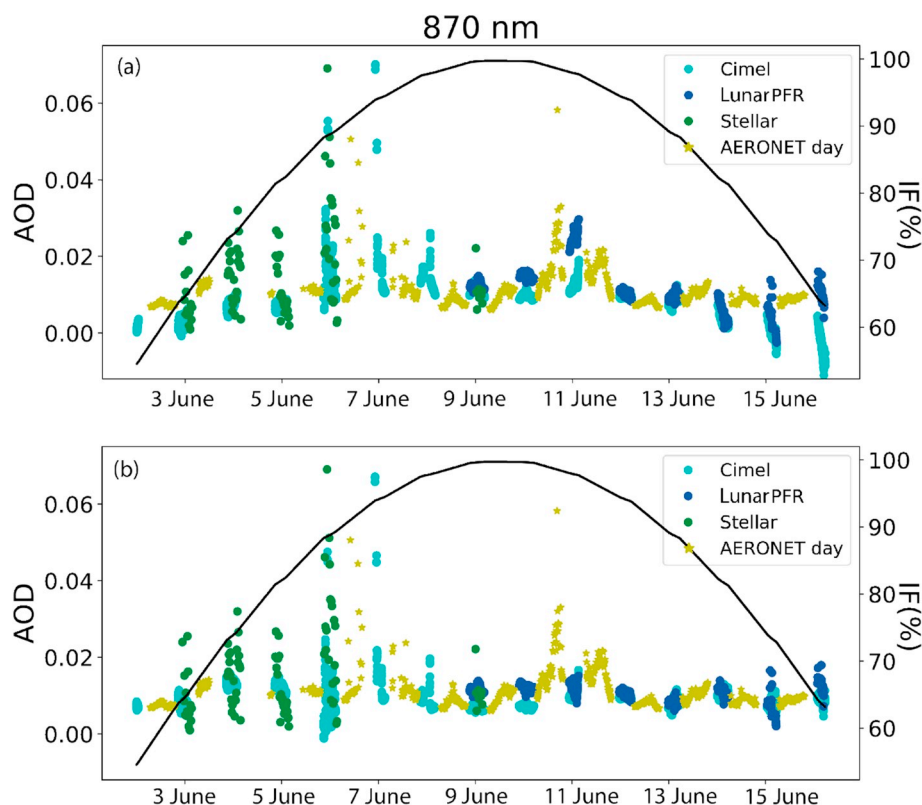 870 nm
(a)
Cimel
LunarPFR
Stellar
AERONET day
AOD
0.06
0.04
0.02
0.00
100
90
80
70
60
IF(%)
3 June 5 June 7 June 9 June 11 June 13 June 15 June
(b)
Cimel
LunarPFR
Stellar
AERONET day
AOD
0.06
0.04
0.02
0.00
100
90
80
70
60
IF(%)
3 June 5 June 7 June 9 June 11 June 13 June 15 June